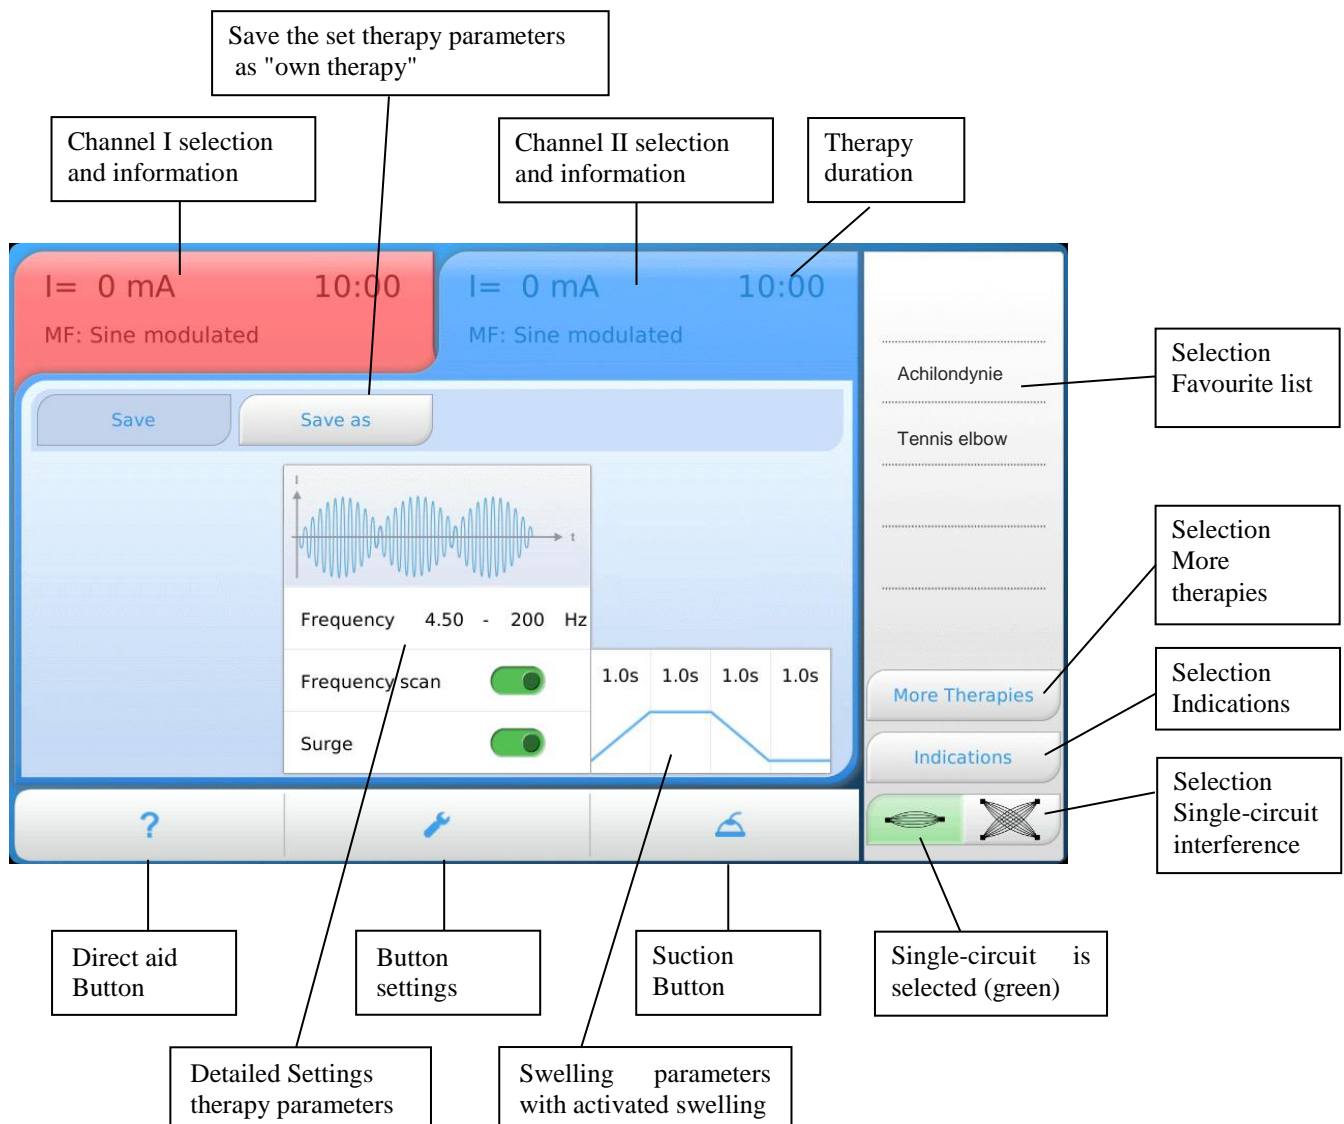 Save the set therapy parameters
as "own therapy"
Channel I selection
and information
Channel II selection
and information
Therapy
duration
I= 0 mA 10:00
MF: Sine modulated
I= 0 mA 10:00
MF: Sine modulated
Save
Save as
I
t
Frequency 4.50 - 200 Hz
Frequency scan
Surge
1.0s 1.0s 1.0s 1.0s
Achilondynie
Tennis elbow
More Therapies
Indications
?
Selection
Favourite list
Selection
More
therapies
Selection
Indications
Selection
Single-circuit
interference
Direct aid
Button
Button
settings
Suction
Button
Single-circuit is
selected (green)
Detailed Settings
therapy parameters
Swelling parameters
with activated swelling